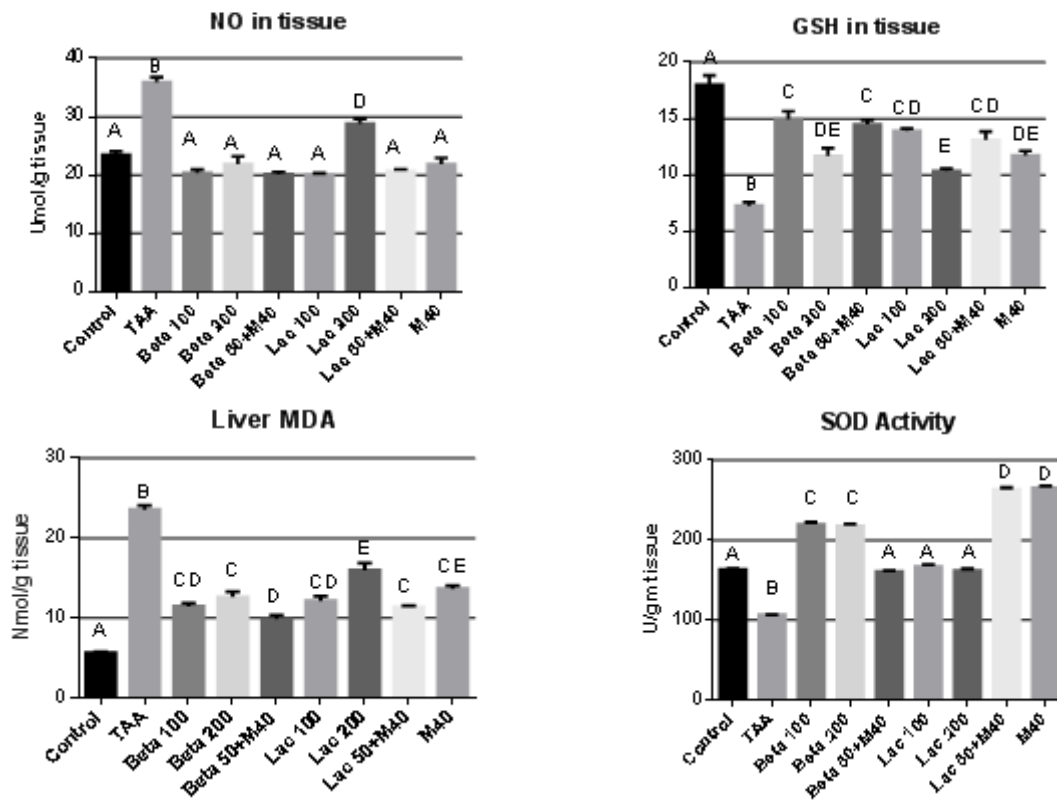 NO in tissue
Umol/g tissue
40
30
20
10
0
A
B
A
A
A
A
D
A
A
Control
TAA
Beta 100
Beta 200
Beta 50+M40
Lac 100
Lac 200
Lac 50+M40
M40
GSH in tissue
20
15
10
5
0
A
B
C
DE
C
CD
E
CD
DE
Control
TAA
Beta 100
Beta 200
Beta 50+M40
Lac 100
Lac 200
Lac 50+M40
M40
Liver MDA
Nmol/g tissue
30
20
10
0
A
B
CD
C
D
CD
E
C
CE
Control
TAA
Beta 100
Beta 200
Beta 50+M40
Lac 100
Lac 200
Lac 50+M40
M40
SOD Activity
U/gm tissue
300
200
100
0
A
B
C
C
A
A
A
D
D
Control
TAA
Beta 100
Beta 200
Beta 50+M40
Lac 100
Lac 200
Lac 50+M40
M40